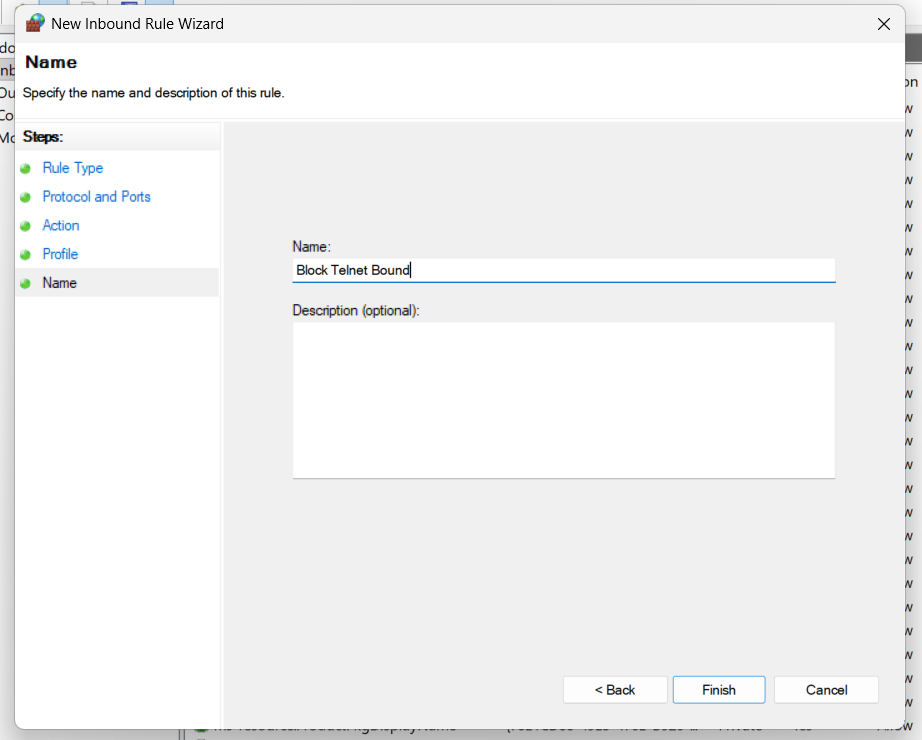 New Inbound Rule Wizard
Name
Specify the name and description of this rule.
Steps:
Rule Type
Protocol and Ports
Action
Profile
Name
Name:
Block Telnet Bound
Description (optional):
< Back
Finish
Cancel